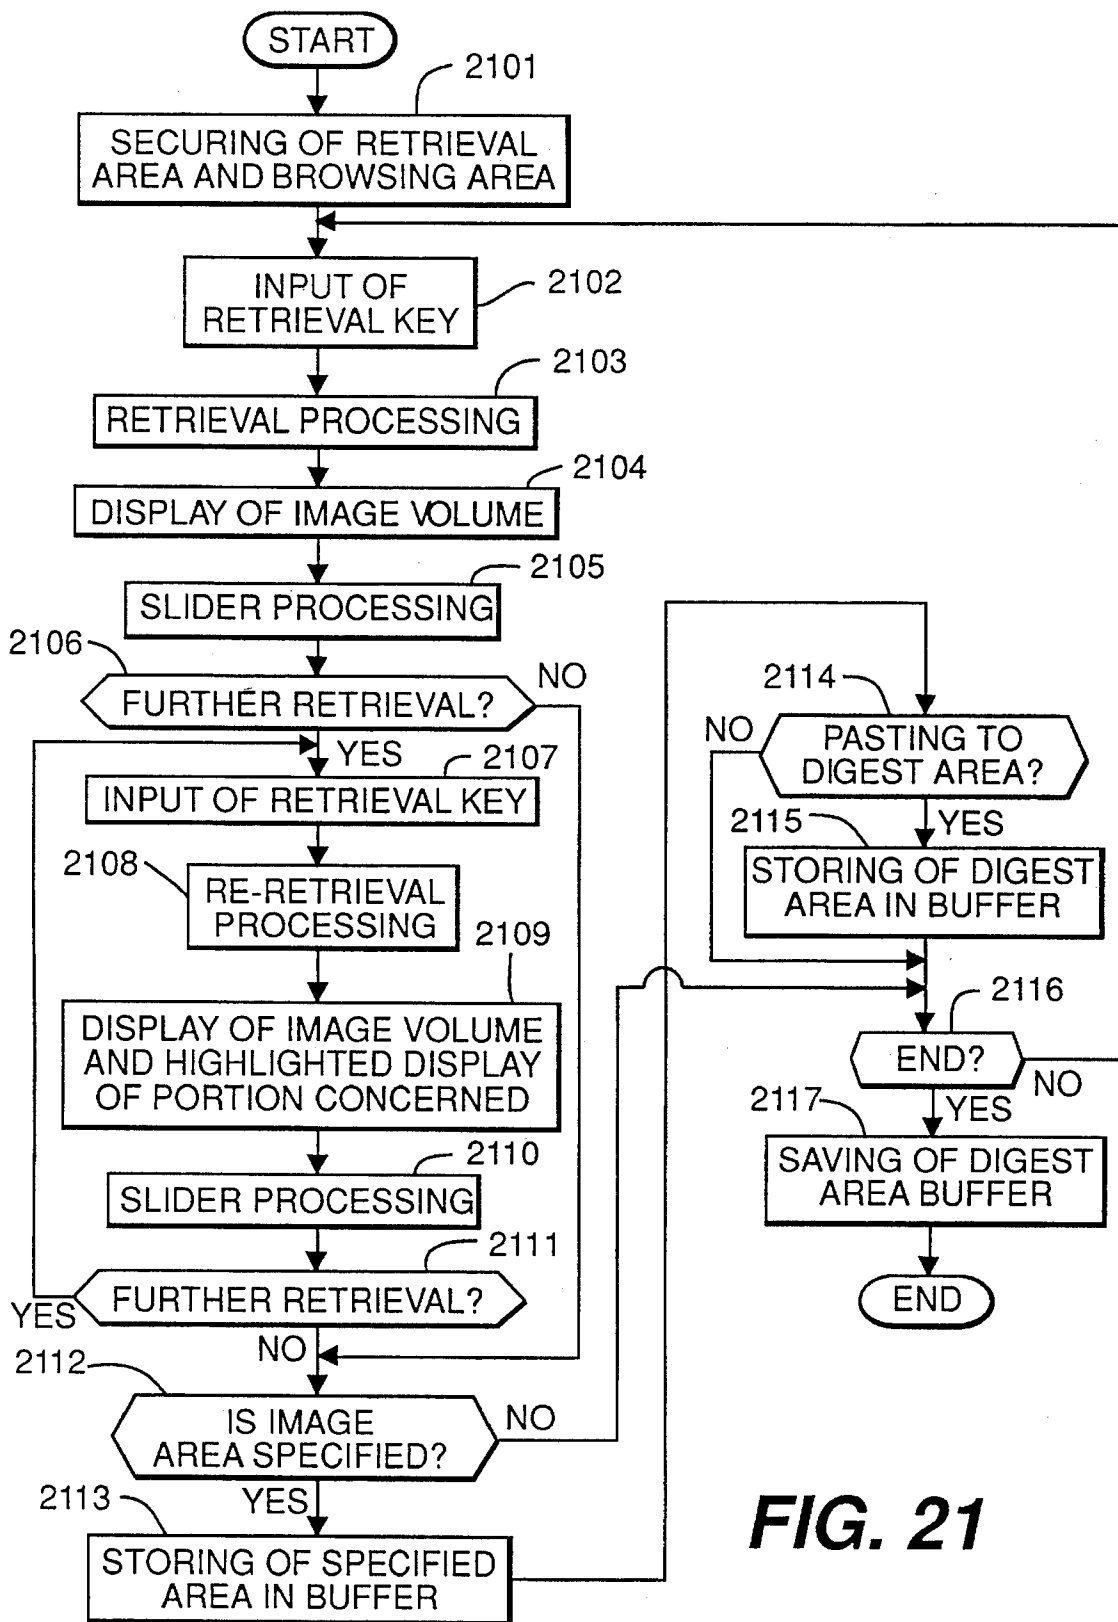 START
2101
SECURING OF RETRIEVAL
AREA AND BROWSING AREA
INPUT OF
RETRIEVAL KEY
2102
2103
RETRIEVAL PROCESSING
2104
DISPLAY OF IMAGE VOLUME
2105
SLIDER PROCESSING
2106
FURTHER RETRIEVAL?
NO
YES
2107
INPUT OF RETRIEVAL KEY
2108
RE-RETRIEVAL
PROCESSING
2109
DISPLAY OF IMAGE VOLUME
AND HIGHLIGHTED DISPLAY
OF PORTION CONCERNED
2110
SLIDER PROCESSING
2111
FURTHER RETRIEVAL?
YES
NO
2112
IS IMAGE
AREA SPECIFIED?
NO
YES
2113
STORING OF SPECIFIED
AREA IN BUFFER
2114
NO
PASTING TO
DIGEST AREA?
YES
2115
STORING OF DIGEST
AREA IN BUFFER
2116
END?
NO
YES
2117
SAVING OF DIGEST
AREA BUFFER
END
FIG. 21